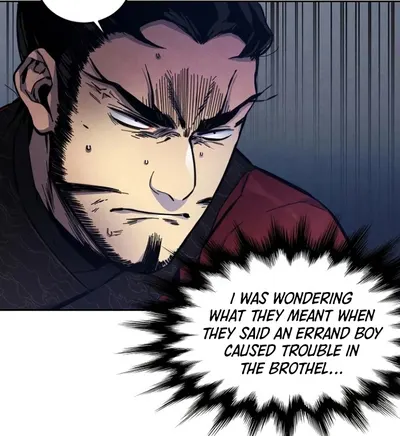 I WAS WONDERING
WHAT THEY MEANT WHEN
THEY SAID AN ERRAND BOY
CAUSED TROUBLE IN
THE BROTHEL...